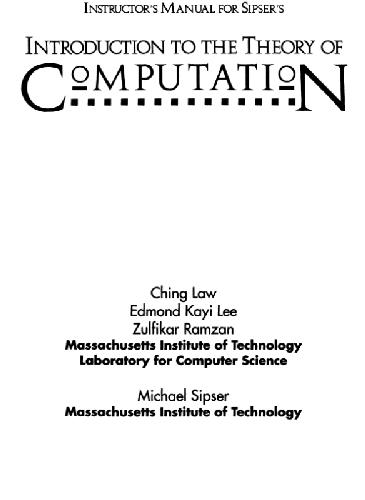 INSTRUCTOR'S MANUAL FOR SIPSER'S
INTRODUCTION TO THE THEORY OF
COMPUTATION
Ching Law
Edmond Kayi Lee
Zulfikar Ramzan
Massachusetts Institute of Technology
Laboratory for Computer Science
Michael Sipser
Massachusetts Institute of Technology